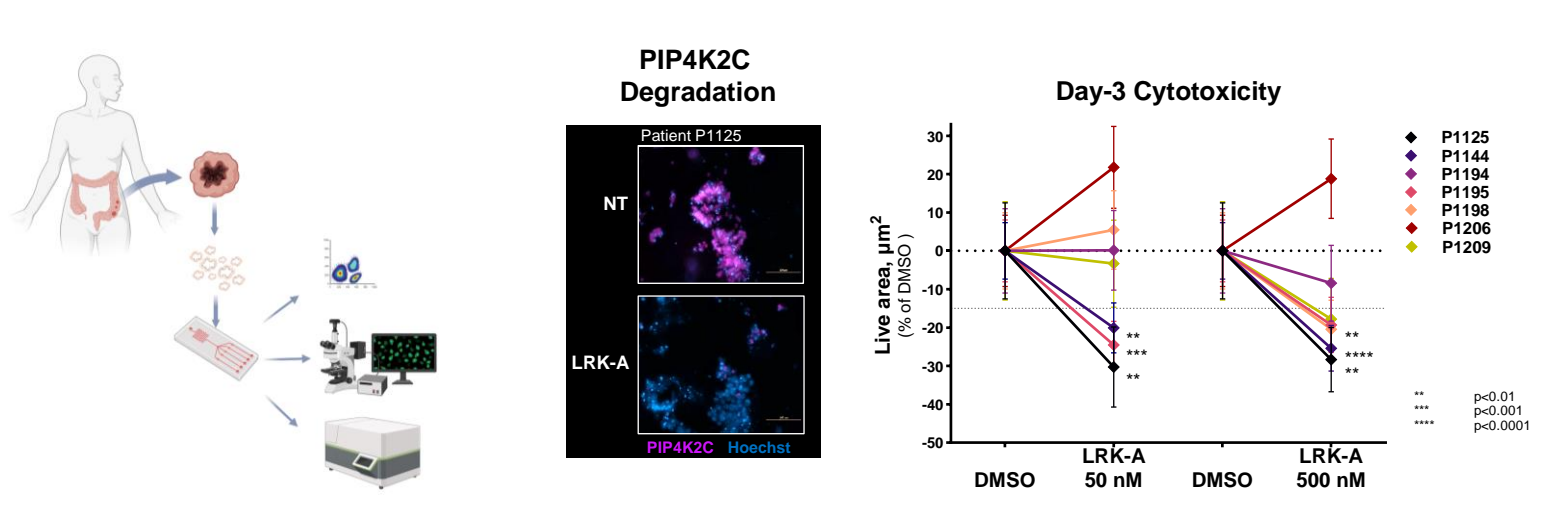 PIP4K2C
Degradation
Patient P1125
NT
LRK-A
PIP4K2C Hoechst
Day-3 Cytotoxicity
Live area, µm²
(% of DMSO )
30
20
10
0
-10
-20
-30
-40
-50
**
***
**
**
****
**
DMSO
LRK-A
50 nM
DMSO
LRK-A
500 nM
P1125
P1144
P1194
P1195
P1198
P1206
P1209
** p<0.01
*** p<0.001
**** p<0.0001